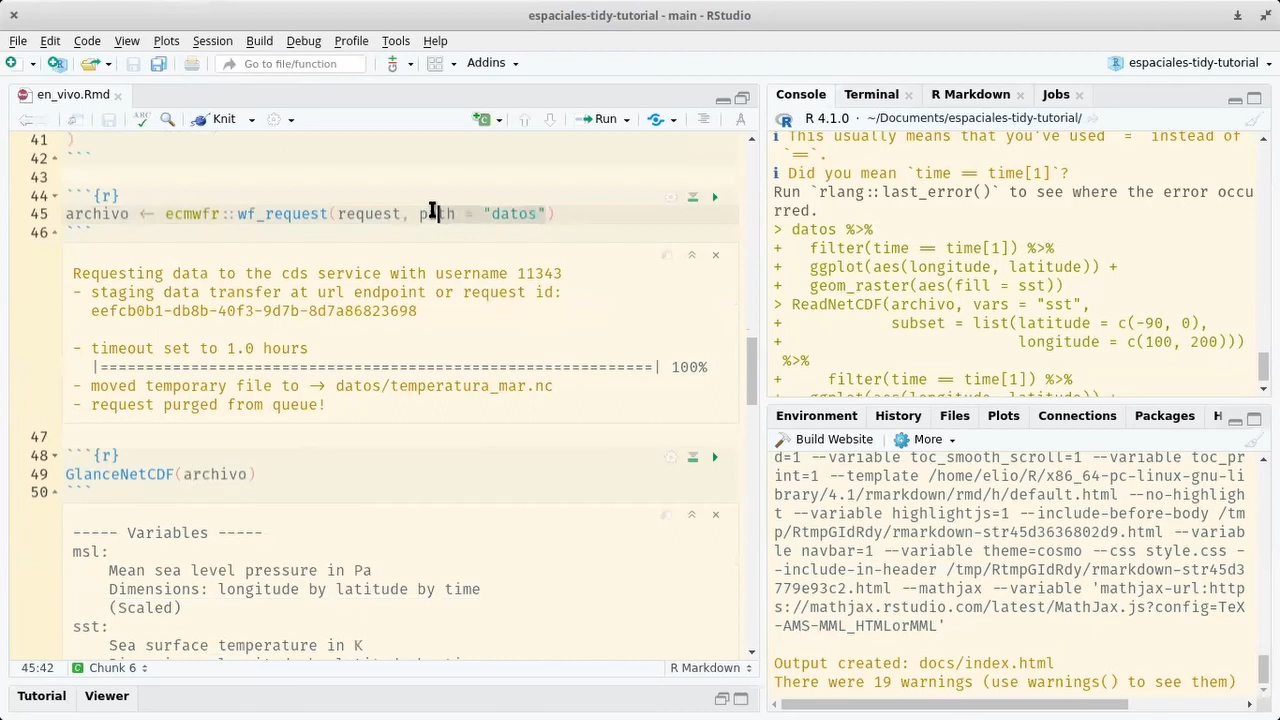 espaciales-tidy-tutorial - main - RStudio
File Edit Code View Plots Session Build Debug Profile Tools Help
Go to file/function Addins espaciales-tidy-tutorial
en_vivo.Rmd
Knit Run
41 )
42 ```
43
44 ```{r}
45 archivo <- ecmwfr::wf_request(request, path = "datos")
46 ```
Requesting data to the cds service with username 11343
- staging data transfer at url endpoint or request id:
eefcb0b1-db8b-40f3-9d7b-8d7a86823698
- timeout set to 1.0 hours
|==============================================================| 100%
- moved temporary file to -> datos/temperatura_mar.nc
- request purged from queue!
47
48 ```{r}
49 GlanceNetCDF(archivo)
50 ```
----- Variables -----
msl:
Mean sea level pressure in Pa
Dimensions: longitude by latitude by time
(Scaled)
sst:
Sea surface temperature in K
45:42 Chunk 6 R Markdown
Tutorial Viewer
Console Terminal R Markdown Jobs
R 4.1.0 · ~/Documents/espaciales-tidy-tutorial/
ℹ This usually means that you've used `=` instead of
`==`.
ℹ Did you mean `time == time[1]`?
Run `rlang::last_error()` to see where the error occu
rred.
> datos %>%
+ filter(time == time[1]) %>%
+ ggplot(aes(longitude, latitude)) +
+ geom_raster(aes(fill = sst))
> ReadNetCDF(archivo, vars = "sst",
+ subset = list(latitude = c(-90, 0),
+ longitude = c(100, 200)))
%>%
+ filter(time == time[1]) %>%
+ ggplot(aes(longitude, latitude)) +
Environment History Files Plots Connections Packages H
Build Website More
d=1 --variable toc_smooth_scroll=1 --variable toc_pr
int=1 --template /home/elio/R/x86_64-pc-linux-gnu-li
brary/4.1/rmarkdown/rmd/h/default.html --no-highligh
t --variable highlightjs=1 --include-before-body /tm
p/RtmpGIdRdy/rmarkdown-str45d3636802d9.html --variab
le navbar=1 --variable theme=cosmo --css style.css -
-include-in-header /tmp/RtmpGIdRdy/rmarkdown-str45d3
779e93c2.html --mathjax --variable 'mathjax-url:http
s://mathjax.rstudio.com/latest/MathJax.js?config=TeX
-AMS-MML_HTMLorMML'
Output created: docs/index.html
There were 19 warnings (use warnings() to see them)